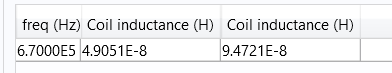 freq (Hz) Coil inductance (H) Coil inductance (H)
6.7000E5 4.9051E-8 9.4721E-8